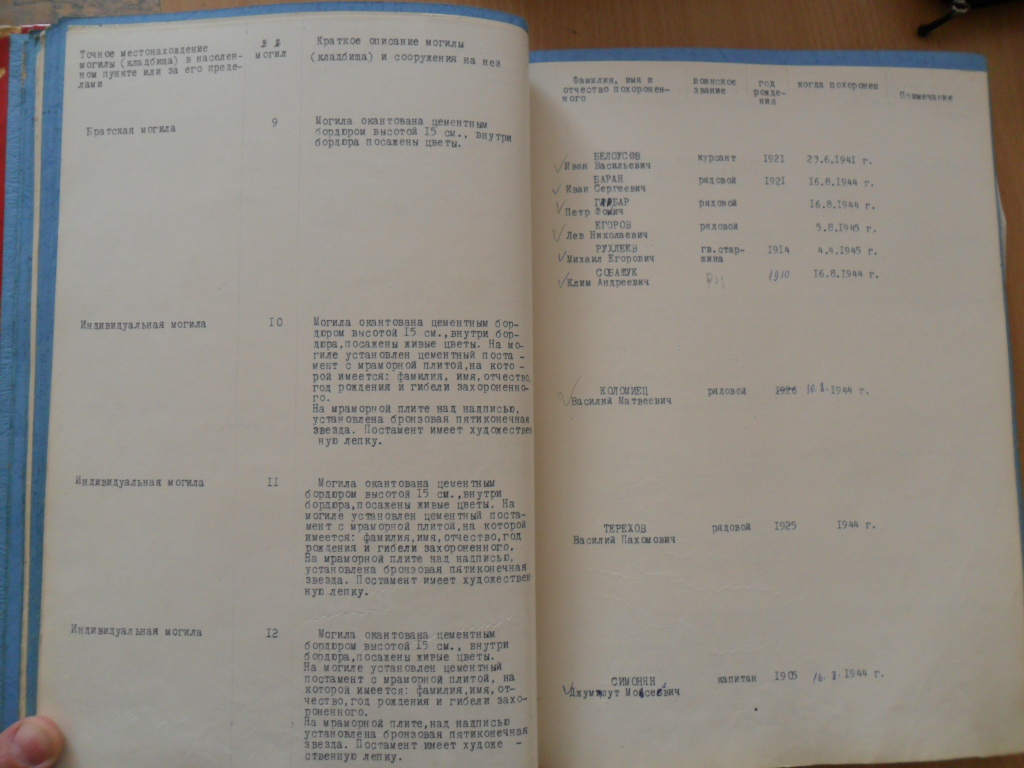 Точное местонахождение
могилы (кладбища) в населен-
ном пункте или за его преде-
лами
№ №
могил
Краткое описание могилы
(кладбища) и сооружения на ней
Братская могила
9
Могила окантована цементным
бордюром высотой 15 см., внутри
бордюра посажены цветы.
Индивидуальная могила
10
Могила окантована цементным бор-
дюром высотой 15 см.,внутри бор-
дюра,посажены живые цветы. На мо-
гиле установлен цементный поста -
мент с мраморной плитой,на кото -
рой имеется: фамилия, имя,отчество,
год рождения и гибели захороненно-
го.
На мраморной плите над надписью,
установлена бронзовая пятиконечная
звезда. Постамент имеет художествен
ную лепку.
Индивидуальная могила
11
Могила окантована цементным
бордюром высотой 15 см.,внутри
бордюра,посажены живые цветы. На
могиле установлен цементный поста-
мент с мраморной плитой,на которой
имеется: фамилия,имя,отчество,год
рождения и гибели захороненного.
На мраморной плите над надписью,
установлена бронзовая пятиконечная
звезда. Постамент имеет художествен
ную лепку.
Индивидуальная могила
12
Могила окантована цементным
бордюром высотой 15 см., внутри
бордюра,посажены живые цветы.
На могиле установлен цементный
постамент с мраморной плитой, на
которой имеется: фамилия,имя,от-
чество,год рождения и гибели захо-
роненного.
На мраморной плите,над надписью
установлена бронзовая пятиконечная
звезда. Постамент имеет художе -
ственную лепку.
Фамилия, имя и
отчество похоронен-
ного
воинское
звание
год
рожде-
ния
когда похоронен
Примечание
БЕЛОУСОВ
Иван Васильевич курсант 1921 23.6.1941 г.
БАРАН
Иван Сергеевич рядовой 1921 16.8.1944 г.
рядовой 16.8.1944 г.
Петр Фомич
ЕГОРОВ
Лев Николаевич рядовой 5.8.1945 г.
РУХЛЕЕВ
Михаил Егорович гв.стар-
шина 1914 4.4.1945 г.
СОБАЩУК
Клим Андреевич 1910 16.8.1944 г.
КОЛОМИЕЦ
Василий Матвеевич рядовой 1926 16.8.1944 г.
ТЕРЕХОВ
Василий Пахомович рядовой 1925 1944 г.
СИМОНЯН
капитан 1905 16.8.1944 г.